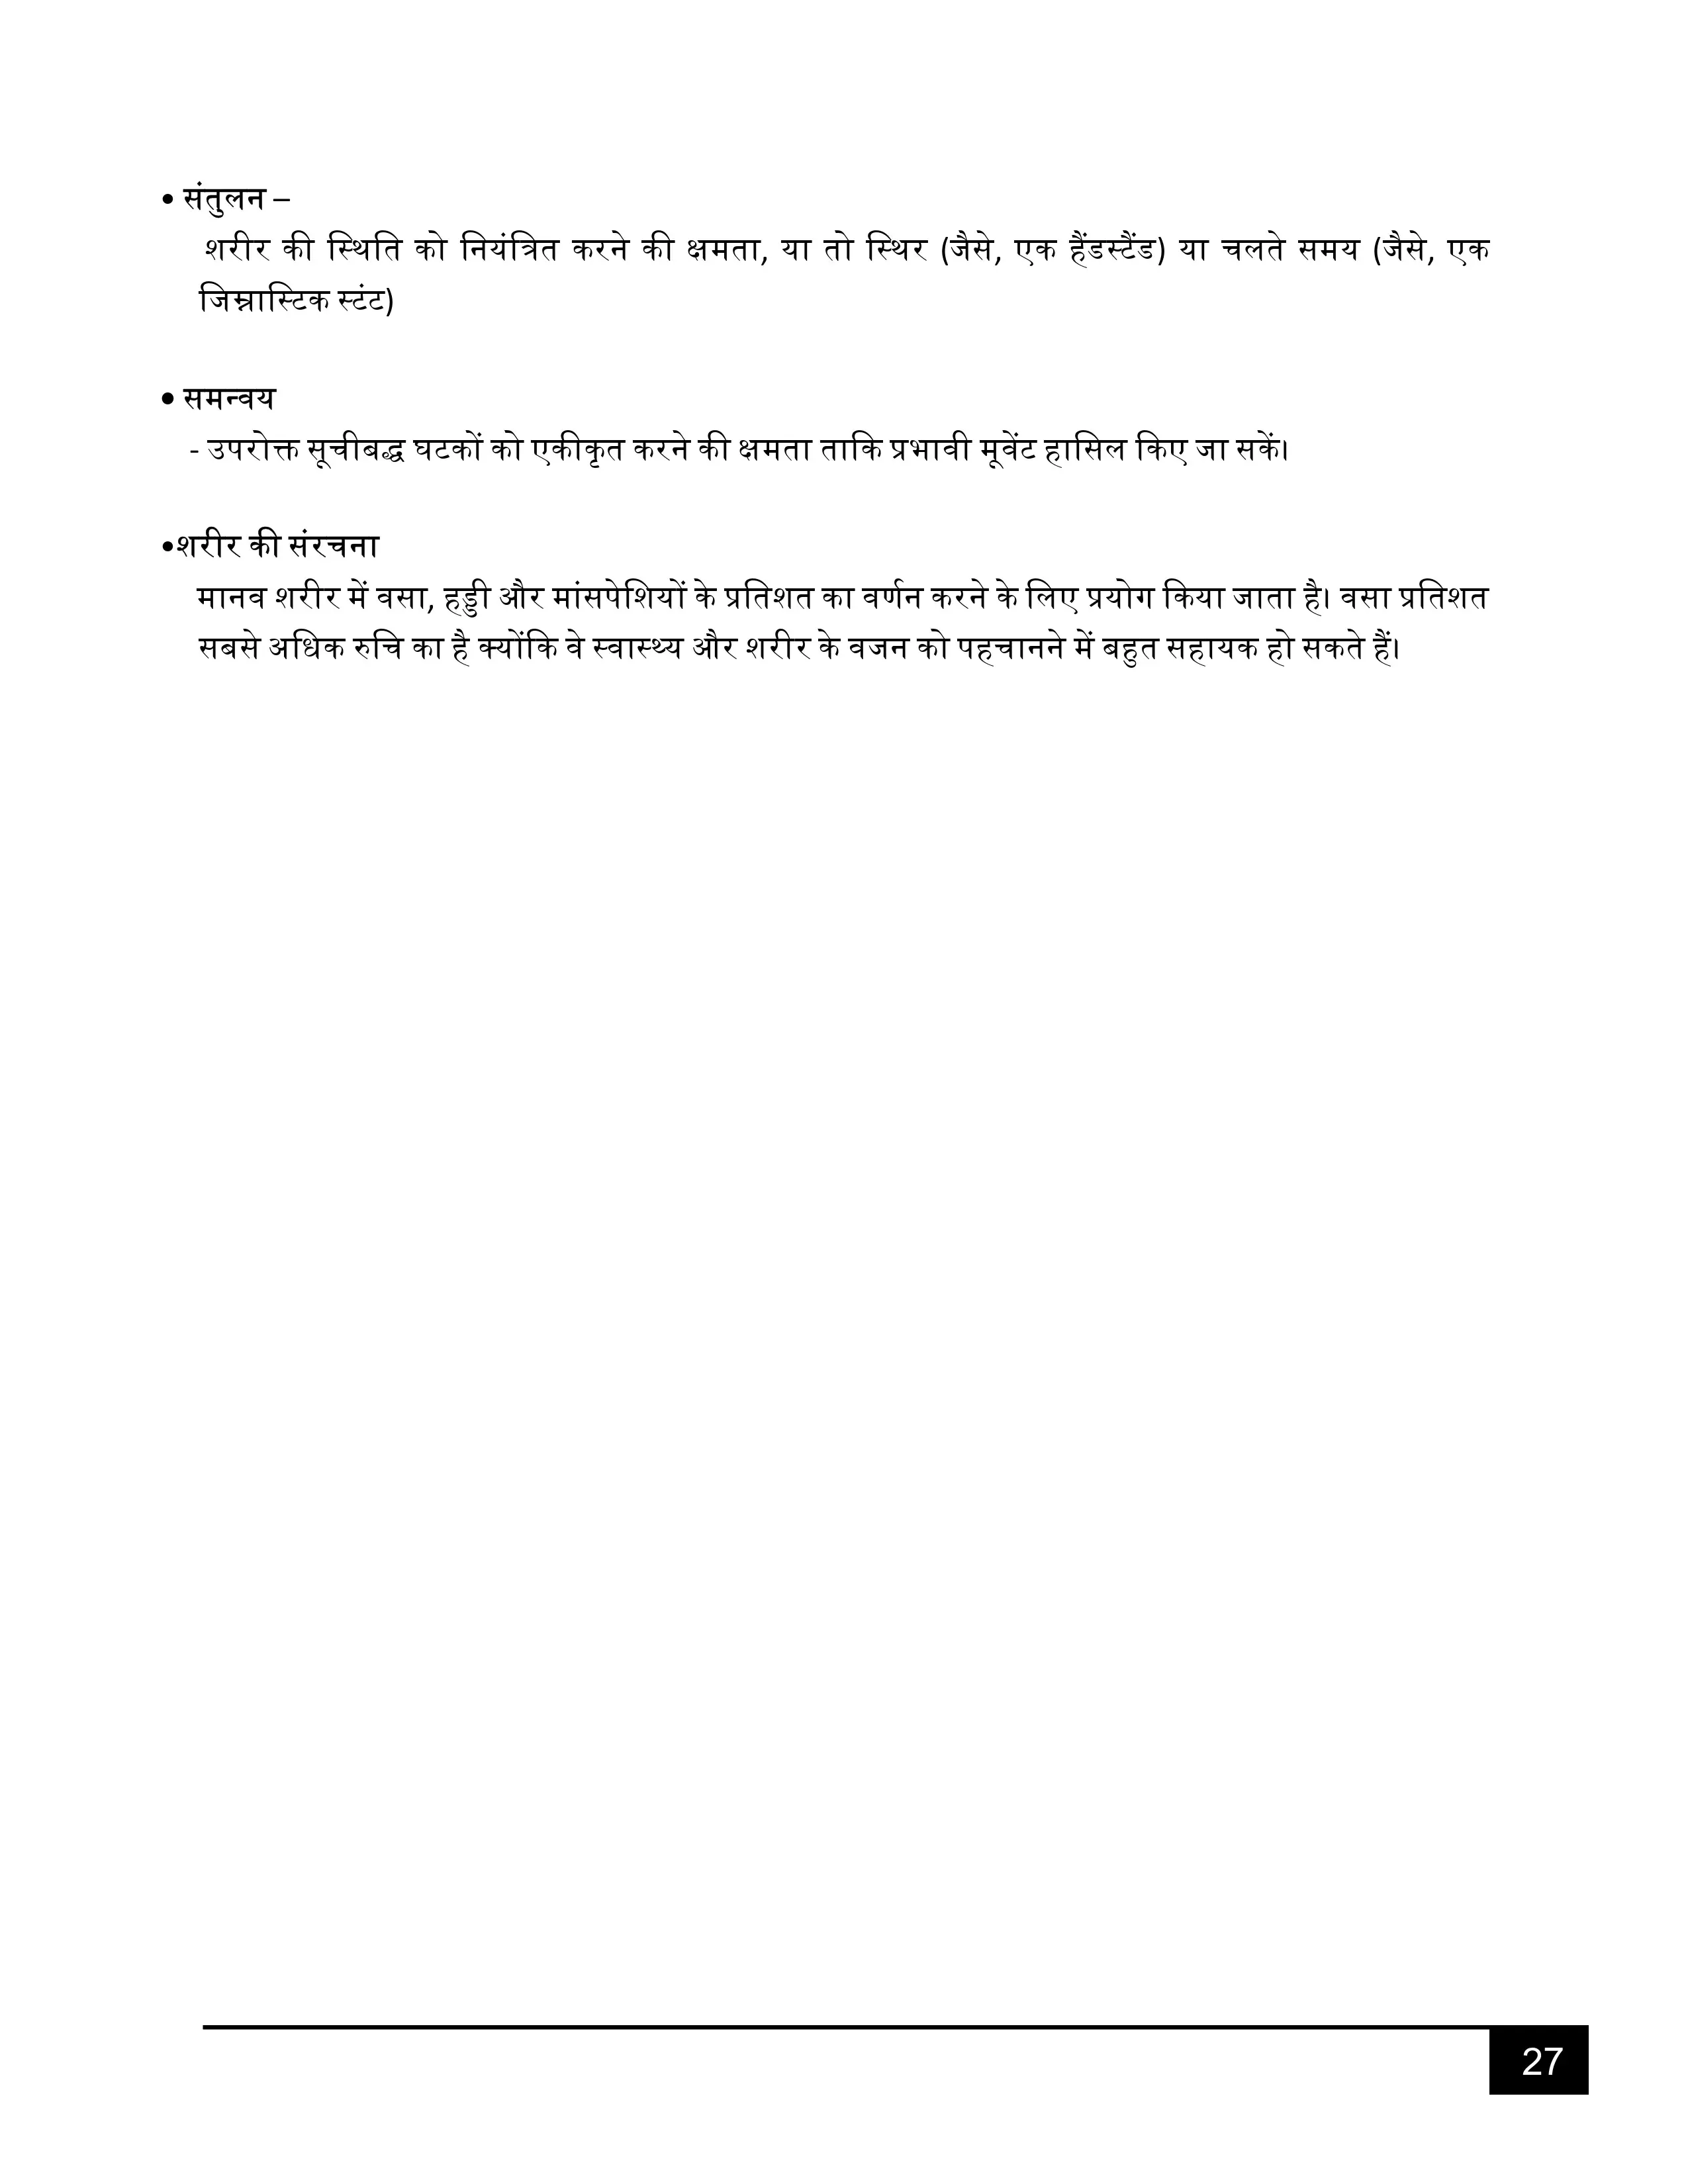 • संतुलन –
शरीर की स्थिति को नियंत्रित करने की क्षमता, या तो स्थिर (जैसे, एक हैंडस्टैंड) या चलते समय (जैसे, एक
जिम्नास्टिक स्टंट)
• समन्वय
- उपरोक्त सूचीबद्ध घटकों को एकीकृत करने की क्षमता ताकि प्रभावी मूवेंट हासिल किए जा सकें।
•शरीर की संरचना
मानव शरीर में वसा, हड्डी और मांसपेशियों के प्रतिशत का वर्णन करने के लिए प्रयोग किया जाता है। वसा प्रतिशत
सबसे अधिक रुचि का है क्योंकि वे स्वास्थ्य और शरीर के वजन को पहचानने में बहुत सहायक हो सकते हैं।
27